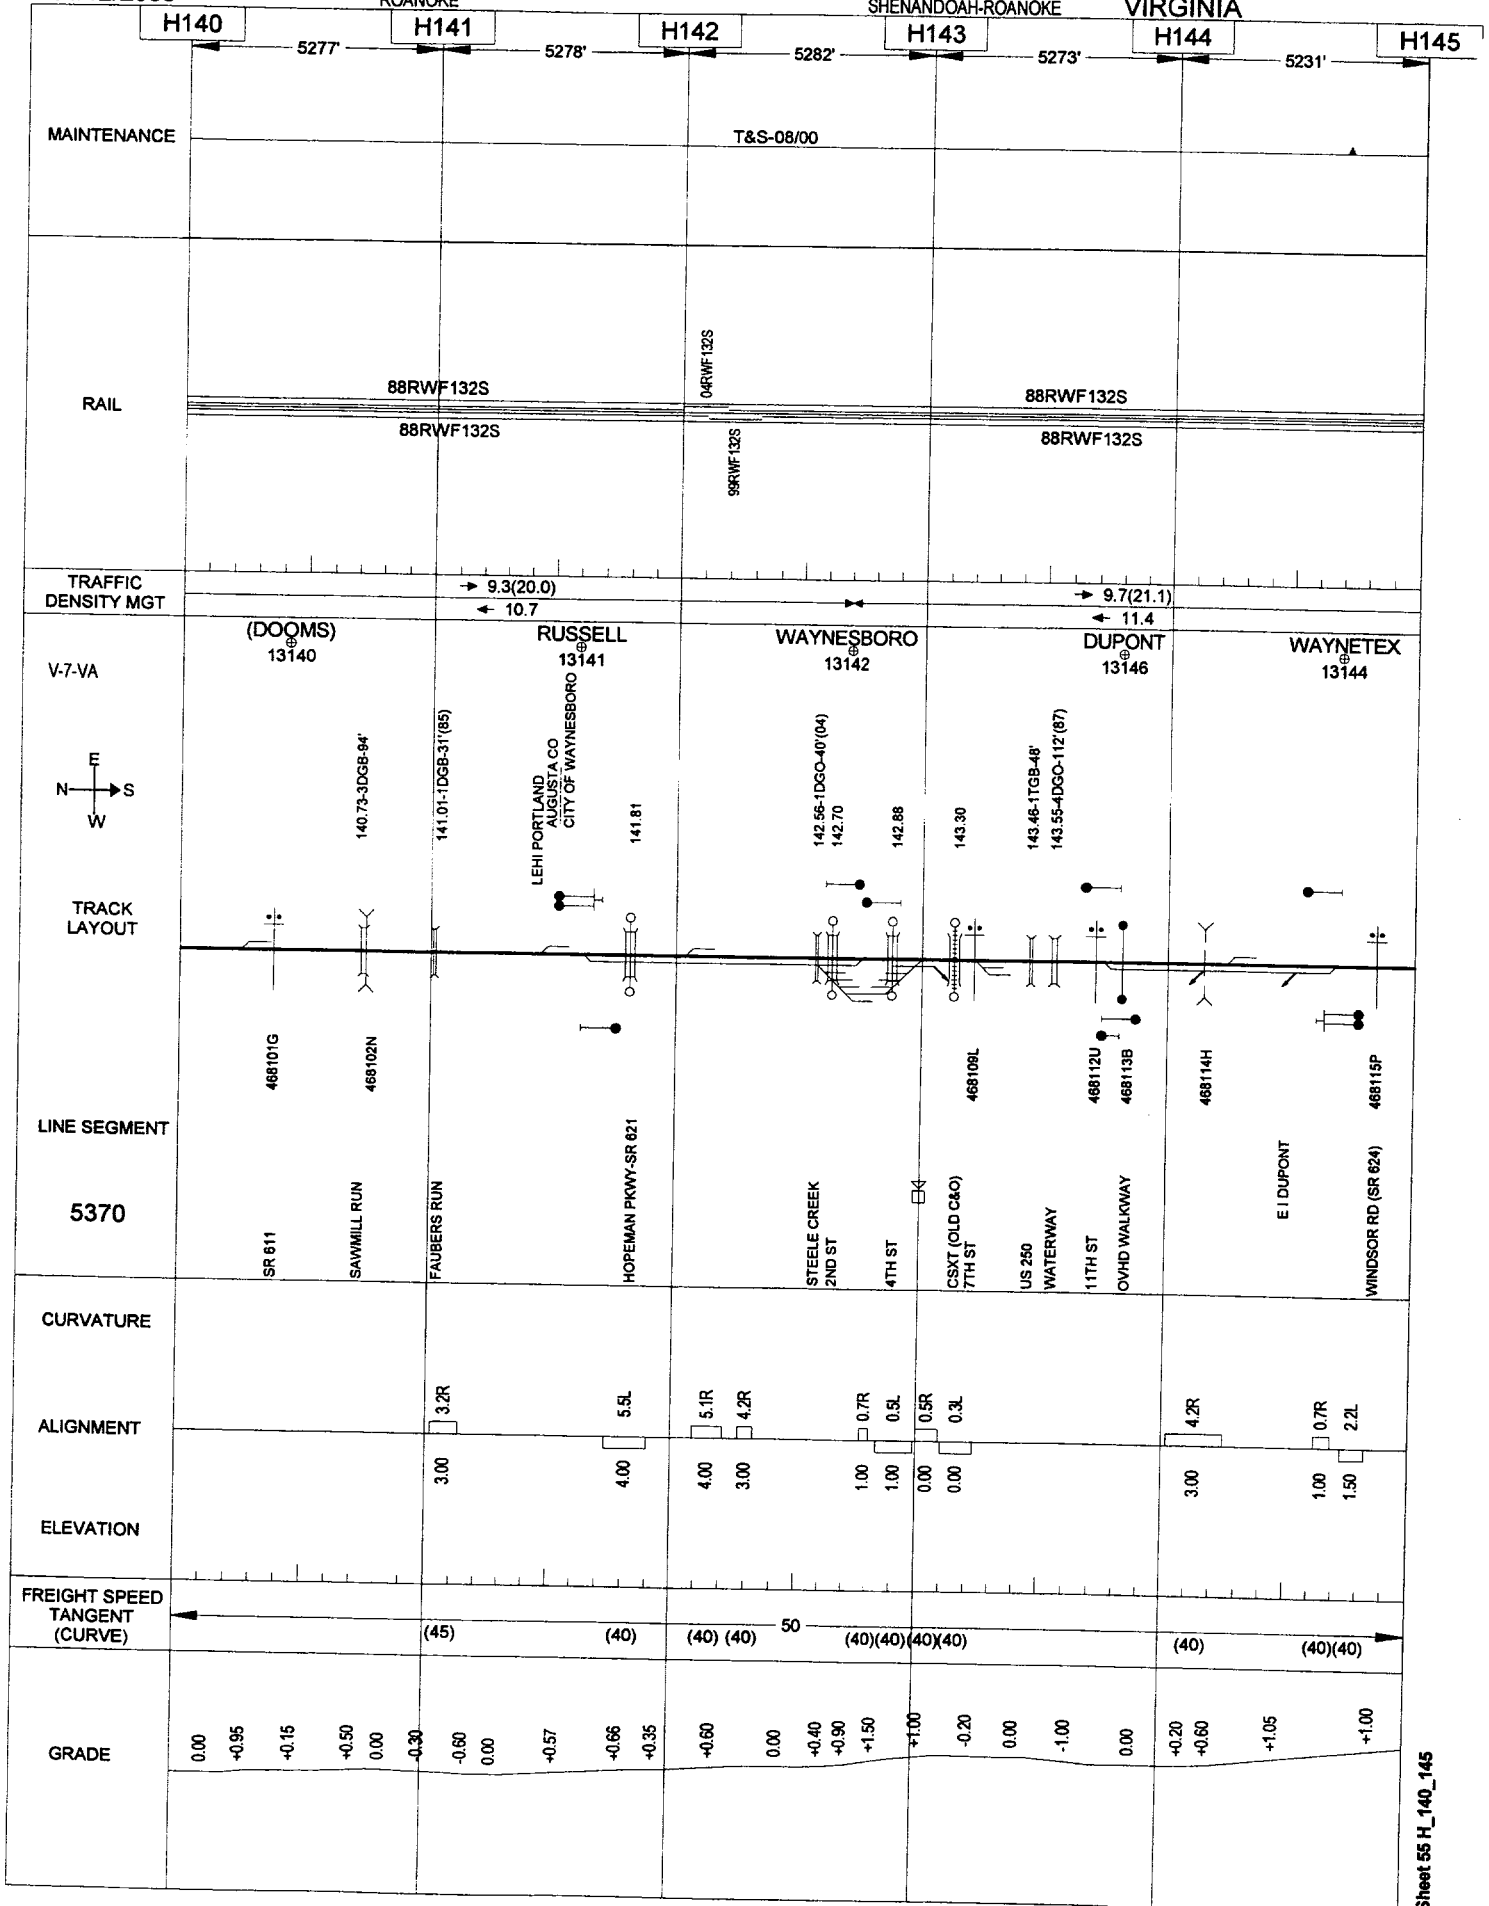 ROANOKE
SHENANDOAH-ROANOKE
VIRGINIA
H140
H141
H142
H143
H144
H145
5277'
5278'
5282'
5273'
5231'
MAINTENANCE
T&S-08/00
RAIL
88RWF132S
88RWF132S
04RWF132S
99RWF132S
88RWF132S
88RWF132S
TRAFFIC
DENSITY MGT
9.3(20.0)
10.7
9.7(21.1)
11.4
V-7-VA
(DOOMS)
13140
RUSSELL
13141
WAYNESBORO
13142
DUPONT
13146
WAYNETEX
13144
E
N
S
W
140.73-3DGB-94'
141.01-1DGB-31'(85)
LEHI PORTLAND
AUGUSTA CO
CITY OF WAYNESBORO
141.81
142.56-1DGO-40'(04)
142.70
142.88
143.30
143.46-1TGB-48'
143.55-4DGO-112'(87)
TRACK
LAYOUT
468101G
468102N
468109L
468112U
468113B
468114H
468115P
LINE SEGMENT
5370
SR 611
SAWMILL RUN
FAUBERS RUN
HOPEMAN PKWY-SR 621
STEELE CREEK
2ND ST
4TH ST
CSXT (OLD C&O)
7TH ST
US 250
WATERWAY
11TH ST
OVHD WALKWAY
E I DUPONT
WINDSOR RD (SR 624)
CURVATURE
ALIGNMENT
3.2R
5.5L
5.1R
4.2R
0.7R
0.5L
0.5R
0.3L
4.2R
0.7R
2.2L
3.00
4.00
4.00
3.00
1.00
1.00
0.00
0.00
3.00
1.00
1.50
ELEVATION
FREIGHT SPEED
TANGENT
(CURVE)
50
(45)
(40)
(40)
(40)
(40)(40)(40)(40)
(40)
(40)(40)
GRADE
0.00
+0.95
+0.15
+0.50
0.00
-0.30
-0.60
0.00
+0.57
+0.66
+0.35
+0.60
0.00
+0.40
+0.90
+1.50
+1.00
-0.20
0.00
-1.00
0.00
+0.20
+0.60
+1.05
+1.00
Sheet 55 H_140_145